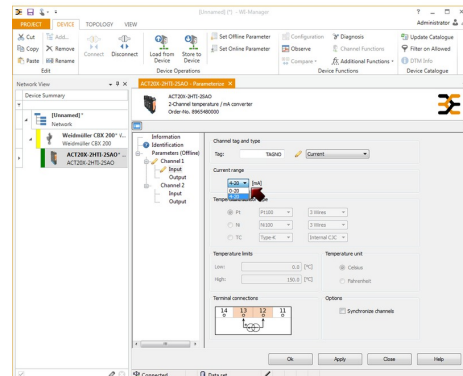 [Unnamed] (*) - WI-Manager
PROJECT DEVICE TOPOLOGY VIEW
Administrator
Cut
Copy
Paste
Add...
Remove
Rename
Edit
Connect Disconnect
Load from Device
Store to Device
Set Offline Parameter
Set Online Parameter
Device Operations
Configuration
Observe
Compare
Diagnosis
Channel Functions
Additional Functions
Device Functions
Update Catalogue
Filter on Allowed
DTM Info
Device Catalogue
Network View
Device Summary
[Unnamed]*
Network
Weidmüller CBX 200*
Weidmüller CBX 200
ACT20X-2HTI-2SAO* ...
ACT20X-2HTI-2SAO
ACT20X-2HTI-2SAO - Parametrize
ACT20X-2HTI-2SAO
2-Channel temperature / mA converter
Order-No. 8965460000
Information
Identification
Parameters (Offline)
Channel 1
Input
Output
Channel 2
Input
Output
Channel tag and type
Tag: TAGNO Current
Current range
4-20 [mA]
0-20
Pt Pt100 3 Wires
Ni Ni100 3 Wires
TC Type-K Internal CJC
Temperature limits
Low: 0.0 [°C]
High: 150.0 [°C]
Temperature unit
Celsius
Fahrenheit
Terminal connections
14 13 12 11
Options
Synchronize channels
Ok Apply Close Help
Connected Data set